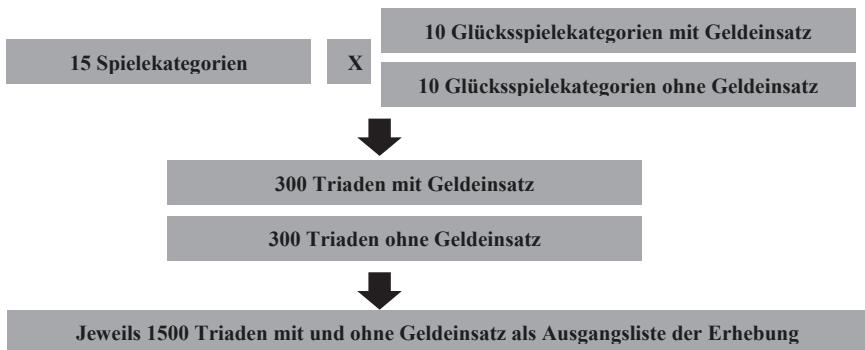 10 Glücksspielekategorien mit Geldeinsatz
15 Spielekategorien
X
10 Glücksspielekategorien ohne Geldeinsatz
300 Triaden mit Geldeinsatz
300 Triaden ohne Geldeinsatz
Jeweils 1500 Triaden mit und ohne Geldeinsatz als Ausgangsliste der Erhebung